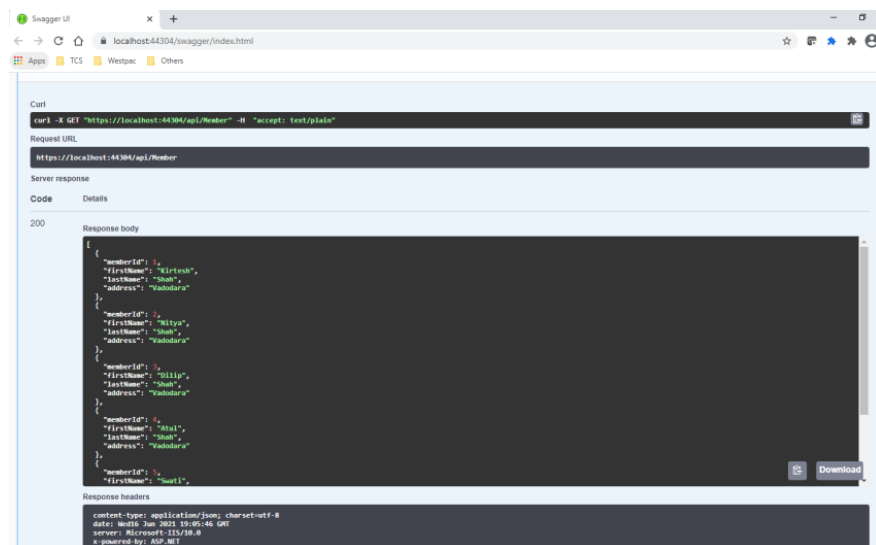 Swagger UI
localhost:44304/swagger/index.html
Apps TCS Westpac Others
Curl
curl -X GET "https://localhost:44304/api/Member" -H "accept: text/plain"
Request URL
https://localhost:44304/api/Member
Server response
Code Details
200
Response body
[
{
"memberId": 1,
"firstName": "Kirtesh",
"lastName": "Shah",
"address": "Vadodara"
},
{
"memberId": 2,
"firstName": "Nitya",
"lastName": "Shah",
"address": "Vadodara"
},
{
"memberId": 3,
"firstName": "Dilip",
"lastName": "Shah",
"address": "Vadodara"
},
{
"memberId": 4,
"firstName": "Atul",
"lastName": "Shah",
"address": "Vadodara"
},
{
"memberId": 5,
"firstName": "Swati",
Download
Response headers
content-type: application/json; charset=utf-8
date: Wed16 Jun 2021 19:05:46 GMT
server: Microsoft-IIS/10.0
x-powered-by: ASP.NET